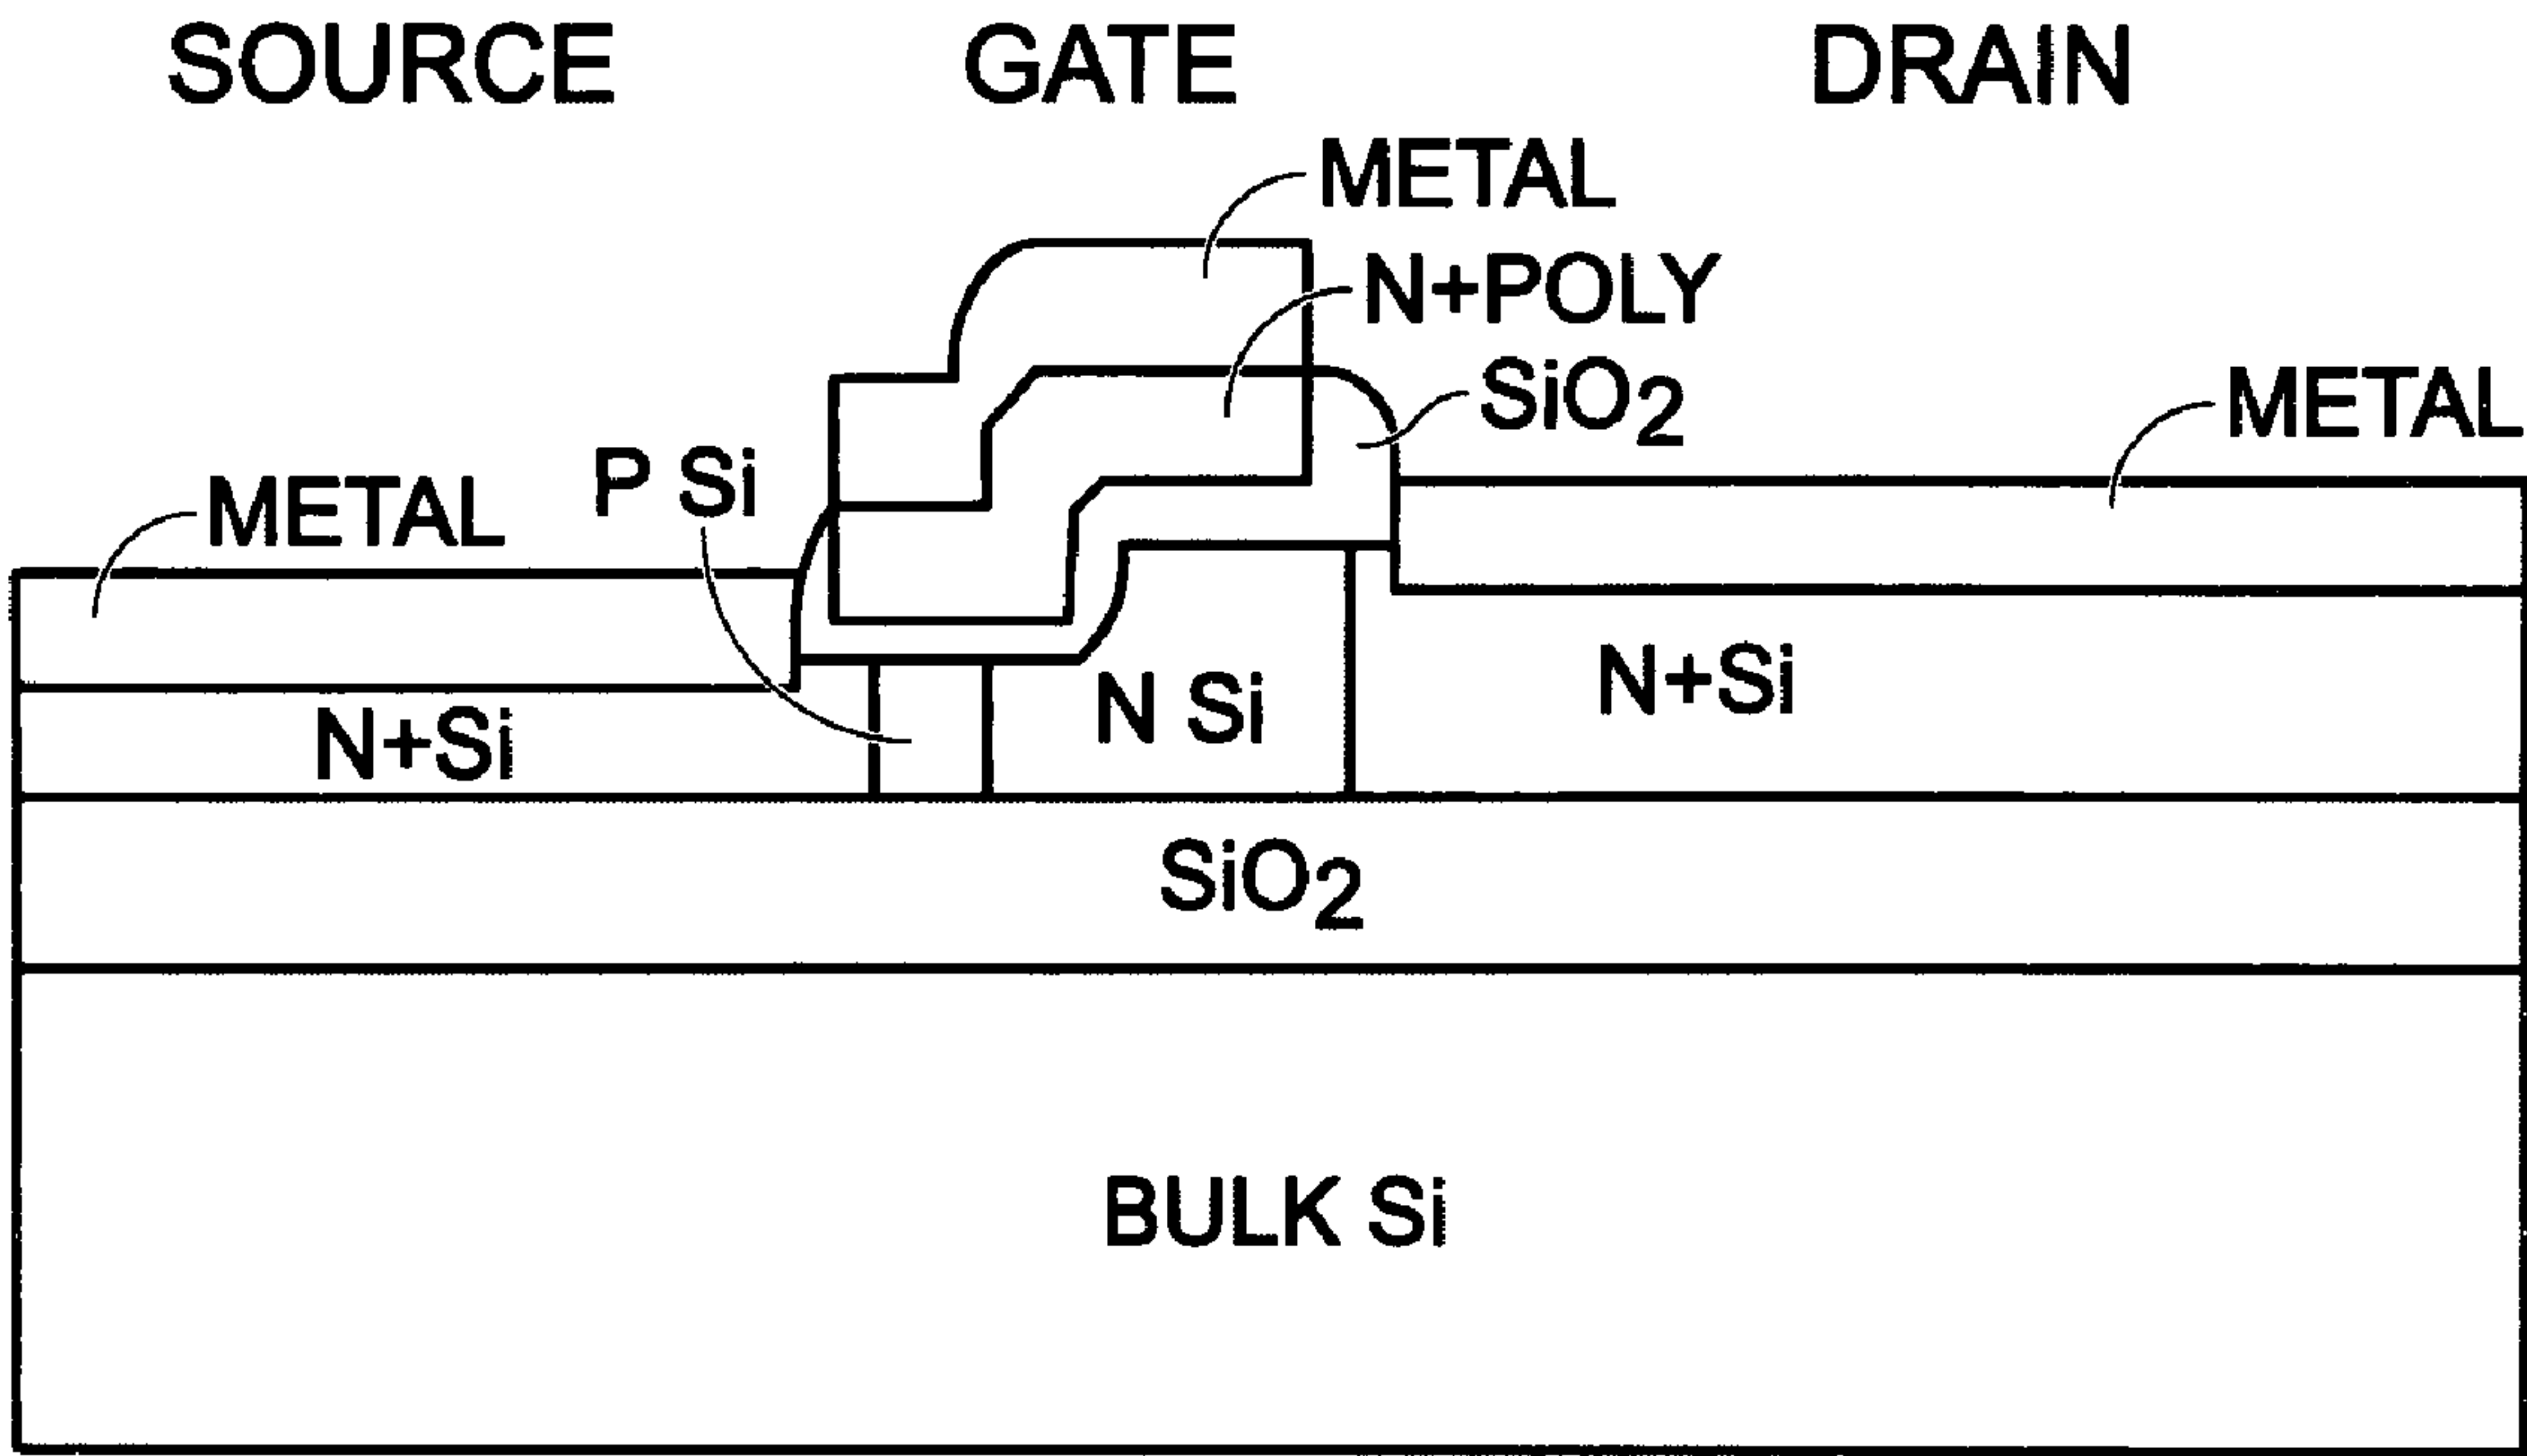 SOURCE GATE DRAIN
METAL
N+POLY
SiO2
METAL
P Si
METAL
N Si
N+Si
N+Si
SiO2
BULK Si